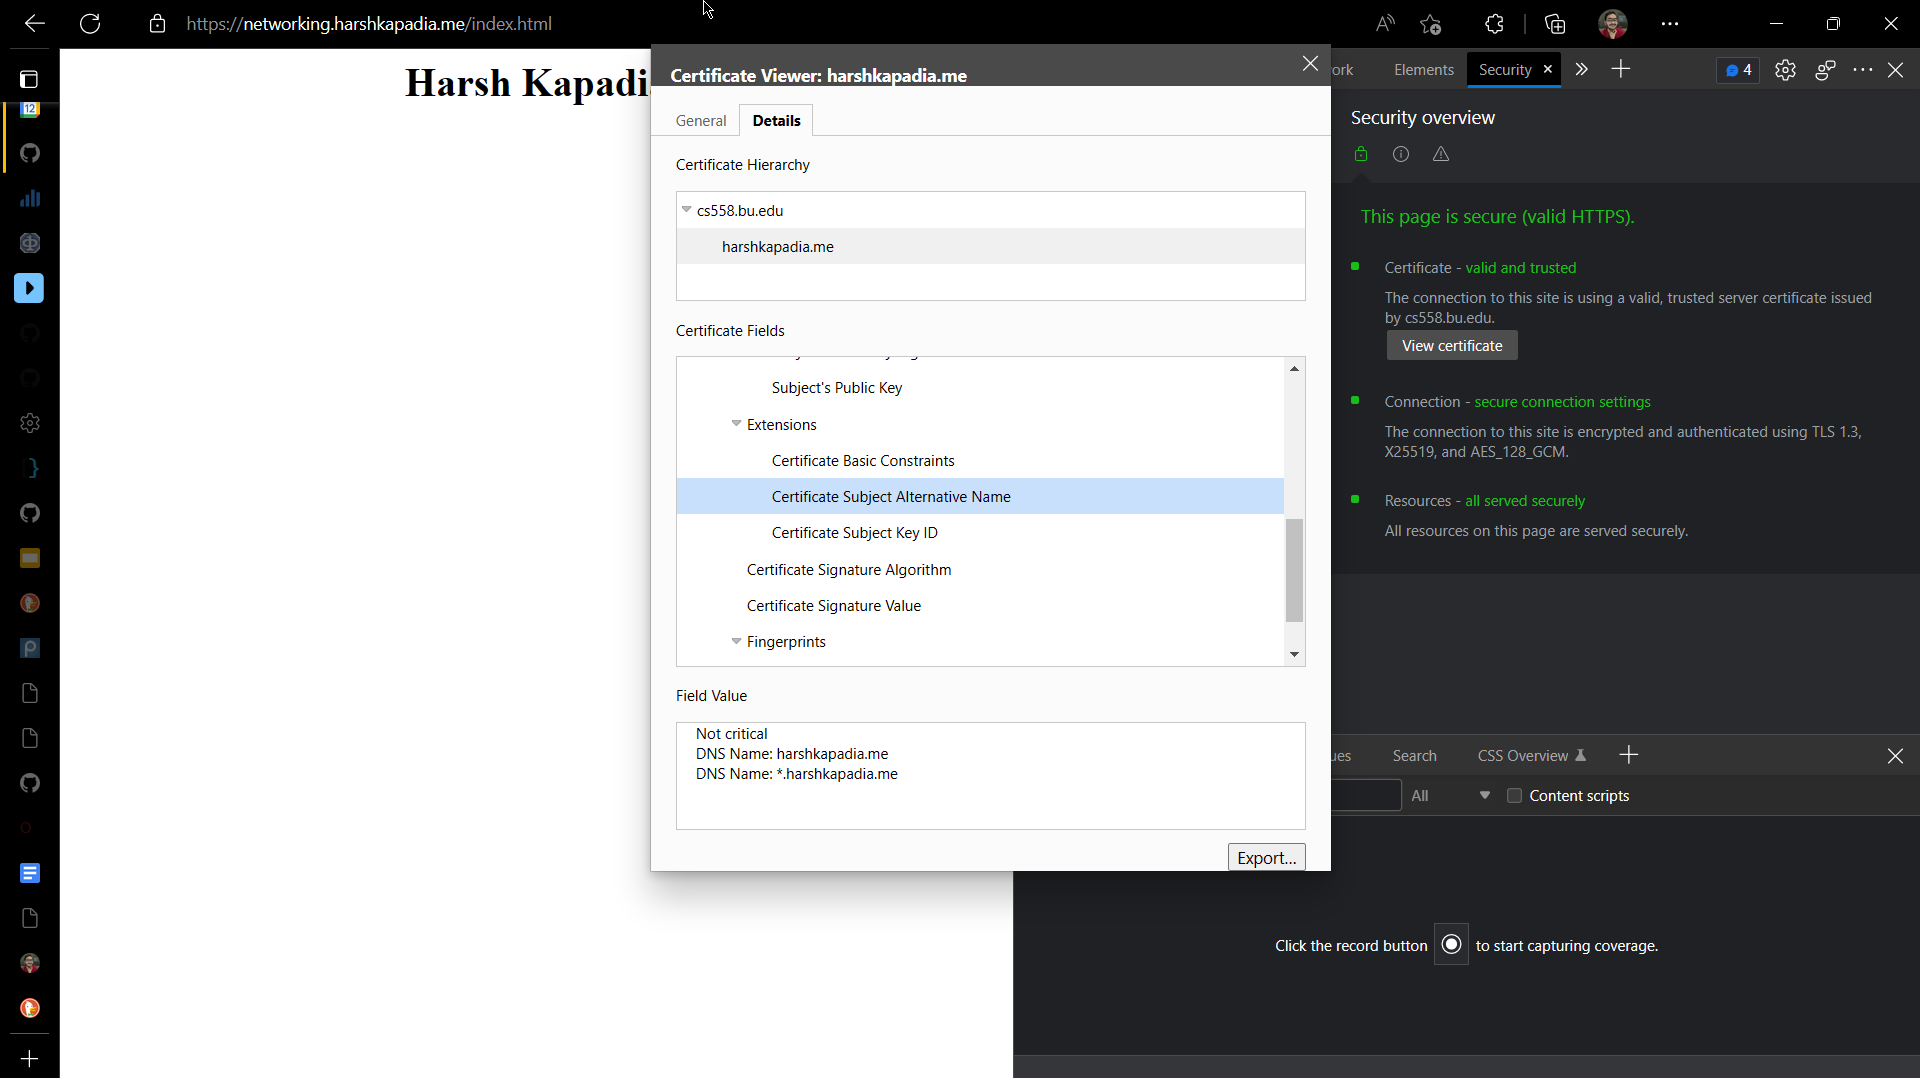 https://networking.harshkapadia.me/index.html
12
Harsh Kapadi
Certificate Viewer: harshkapadia.me
General
Details
Certificate Hierarchy
cs558.bu.edu
harshkapadia.me
Certificate Fields
Subject's Public Key
Extensions
Certificate Basic Constraints
Certificate Subject Alternative Name
Certificate Subject Key ID
Certificate Signature Algorithm
Certificate Signature Value
Fingerprints
Field Value
Not critical
DNS Name: harshkapadia.me
DNS Name: *.harshkapadia.me
Export...
ork
Elements
Security
4
Security overview
This page is secure (valid HTTPS).
Certificate - valid and trusted
The connection to this site is using a valid, trusted server certificate issued
by cs558.bu.edu.
View certificate
Connection - secure connection settings
The connection to this site is encrypted and authenticated using TLS 1.3,
X25519, and AES_128_GCM.
Resources - all served securely
All resources on this page are served securely.
ues
Search
CSS Overview
All
Content scripts
Click the record button
to start capturing coverage.